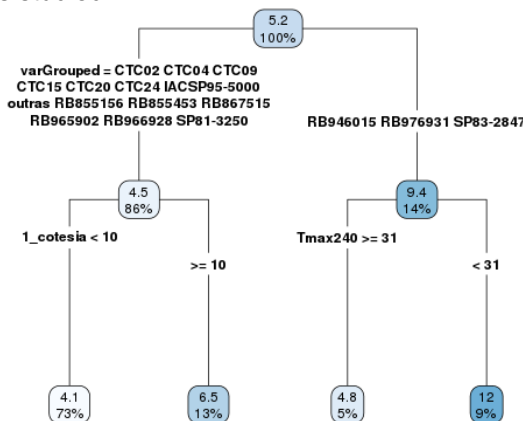 5.2
100%
varGrouped = CTC02 CTC04 CTC09
CTC15 CTC20 CTC24 IACSP95-5000
outras RB855156 RB855453 RB867515
RB965902 RB966928 SP81-3250
RB946015 RB976931 SP83-2847
4.5
86%
9.4
14%
1_cotesia < 10
>= 10
Tmax240 >= 31
< 31
4.1
73%
6.5
13%
4.8
5%
12
9%